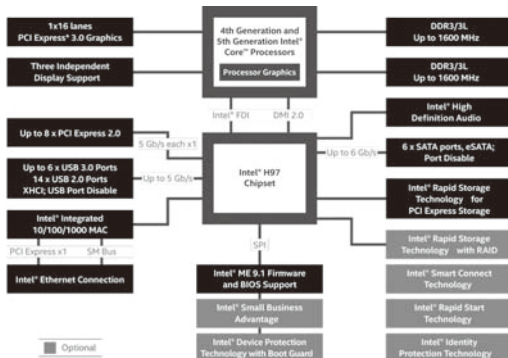 1x16 lanes
PCI Express* 3.0 Graphics
Three Independent
Display Support
4th Generation and
5th Generation Intel®
Core™ Processors
Processor Graphics
DDR3/3L
Up to 1600 MHz
DDR3/3L
Up to 1600 MHz
Intel® FDI
DMI 2.0
Up to 8 x PCI Express 2.0
5 Gb/s each x1
Up to 6 x USB 3.0 Ports
14 x USB 2.0 Ports
XHCI; USB Port Disable
Up to 5 Gb/s
Intel® Integrated
10/100/1000 MAC
PCI Express x1
SM Bus
Intel® Ethernet Connection
Intel® H97
Chipset
Intel® High
Definition Audio
Up to 6 Gb/s
6 x SATA ports, eSATA;
Port Disable
Intel® Rapid Storage
Technology for
PCI Express Storage
Intel® Rapid Storage
Technology with RAID
Intel® Smart Connect
Technology
Intel® Rapid Start
Technology
Intel® Identity
Protection Technology
SPI
Intel® ME 9.1 Firmware
and BIOS Support
Intel® Small Business
Advantage
Intel® Device Protection
Technology with Boot Guard
Optional